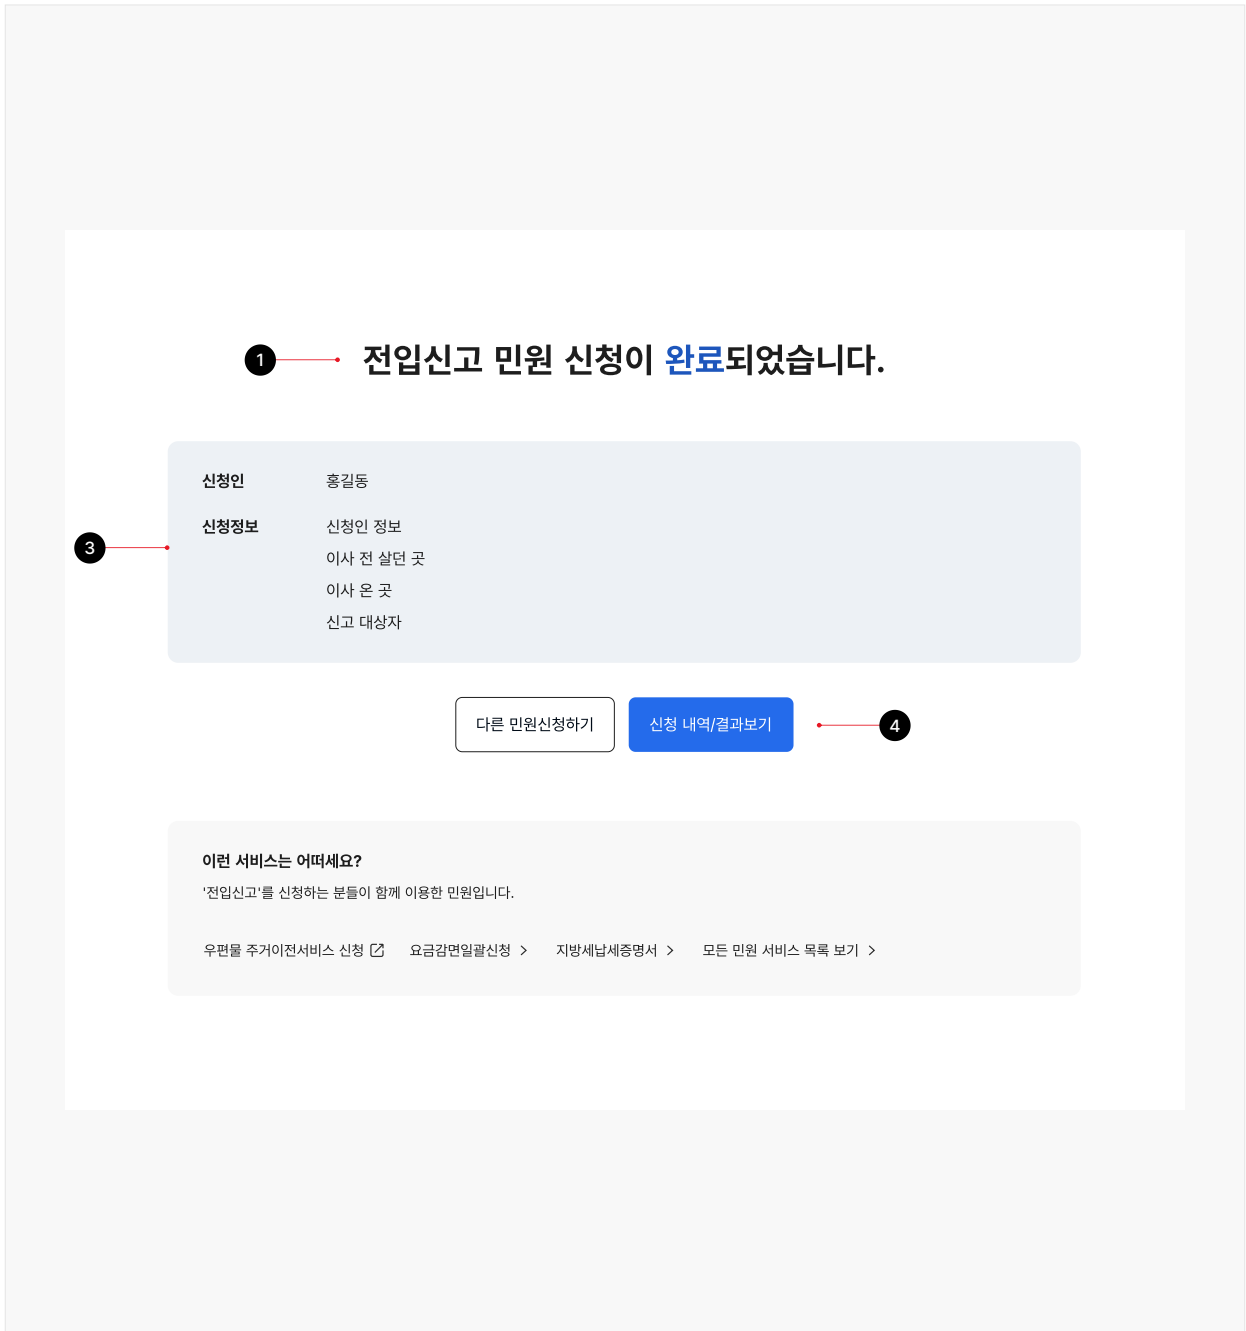 1 전입신고 민원 신청이 완료되었습니다.
신청인 홍길동
신청정보 신청인 정보
3
이사 전 살던 곳
이사 온 곳
신고 대상자
다른 민원신청하기 신청 내역/결과보기 4
이런 서비스는 어떠세요?
'전입신고'를 신청하는 분들이 함께 이용한 민원입니다.
우편물 주거이전서비스 신청 요금감면일괄신청 지방세납세증명서 모든 민원 서비스 목록 보기